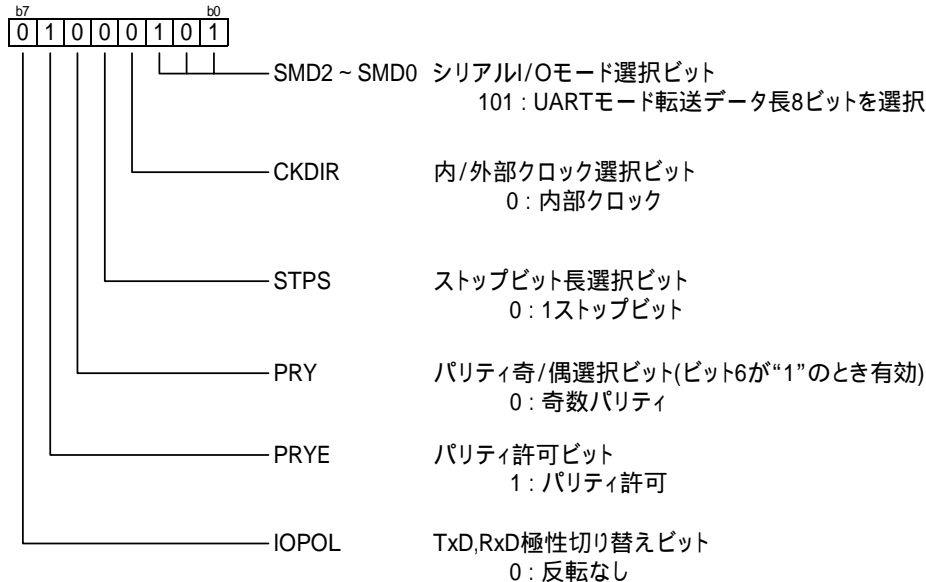 b7 b0
0 1 0 0 0 1 0 1
SMD2 ~ SMD0 シリアルI/Oモード選択ビット
101 : UARTモード転送データ長8ビットを選択
CKDIR 内/外部クロック選択ビット
0 : 内部クロック
STPS ストップビット長選択ビット
0 : 1ストップビット
PRY パリティ奇/偶選択ビット(ビット6が“1”のとき有効)
0 : 奇数パリティ
PRYE パリティ許可ビット
1 : パリティ許可
IOPOL TxD,RxD極性切り替えビット
0 : 反転なし